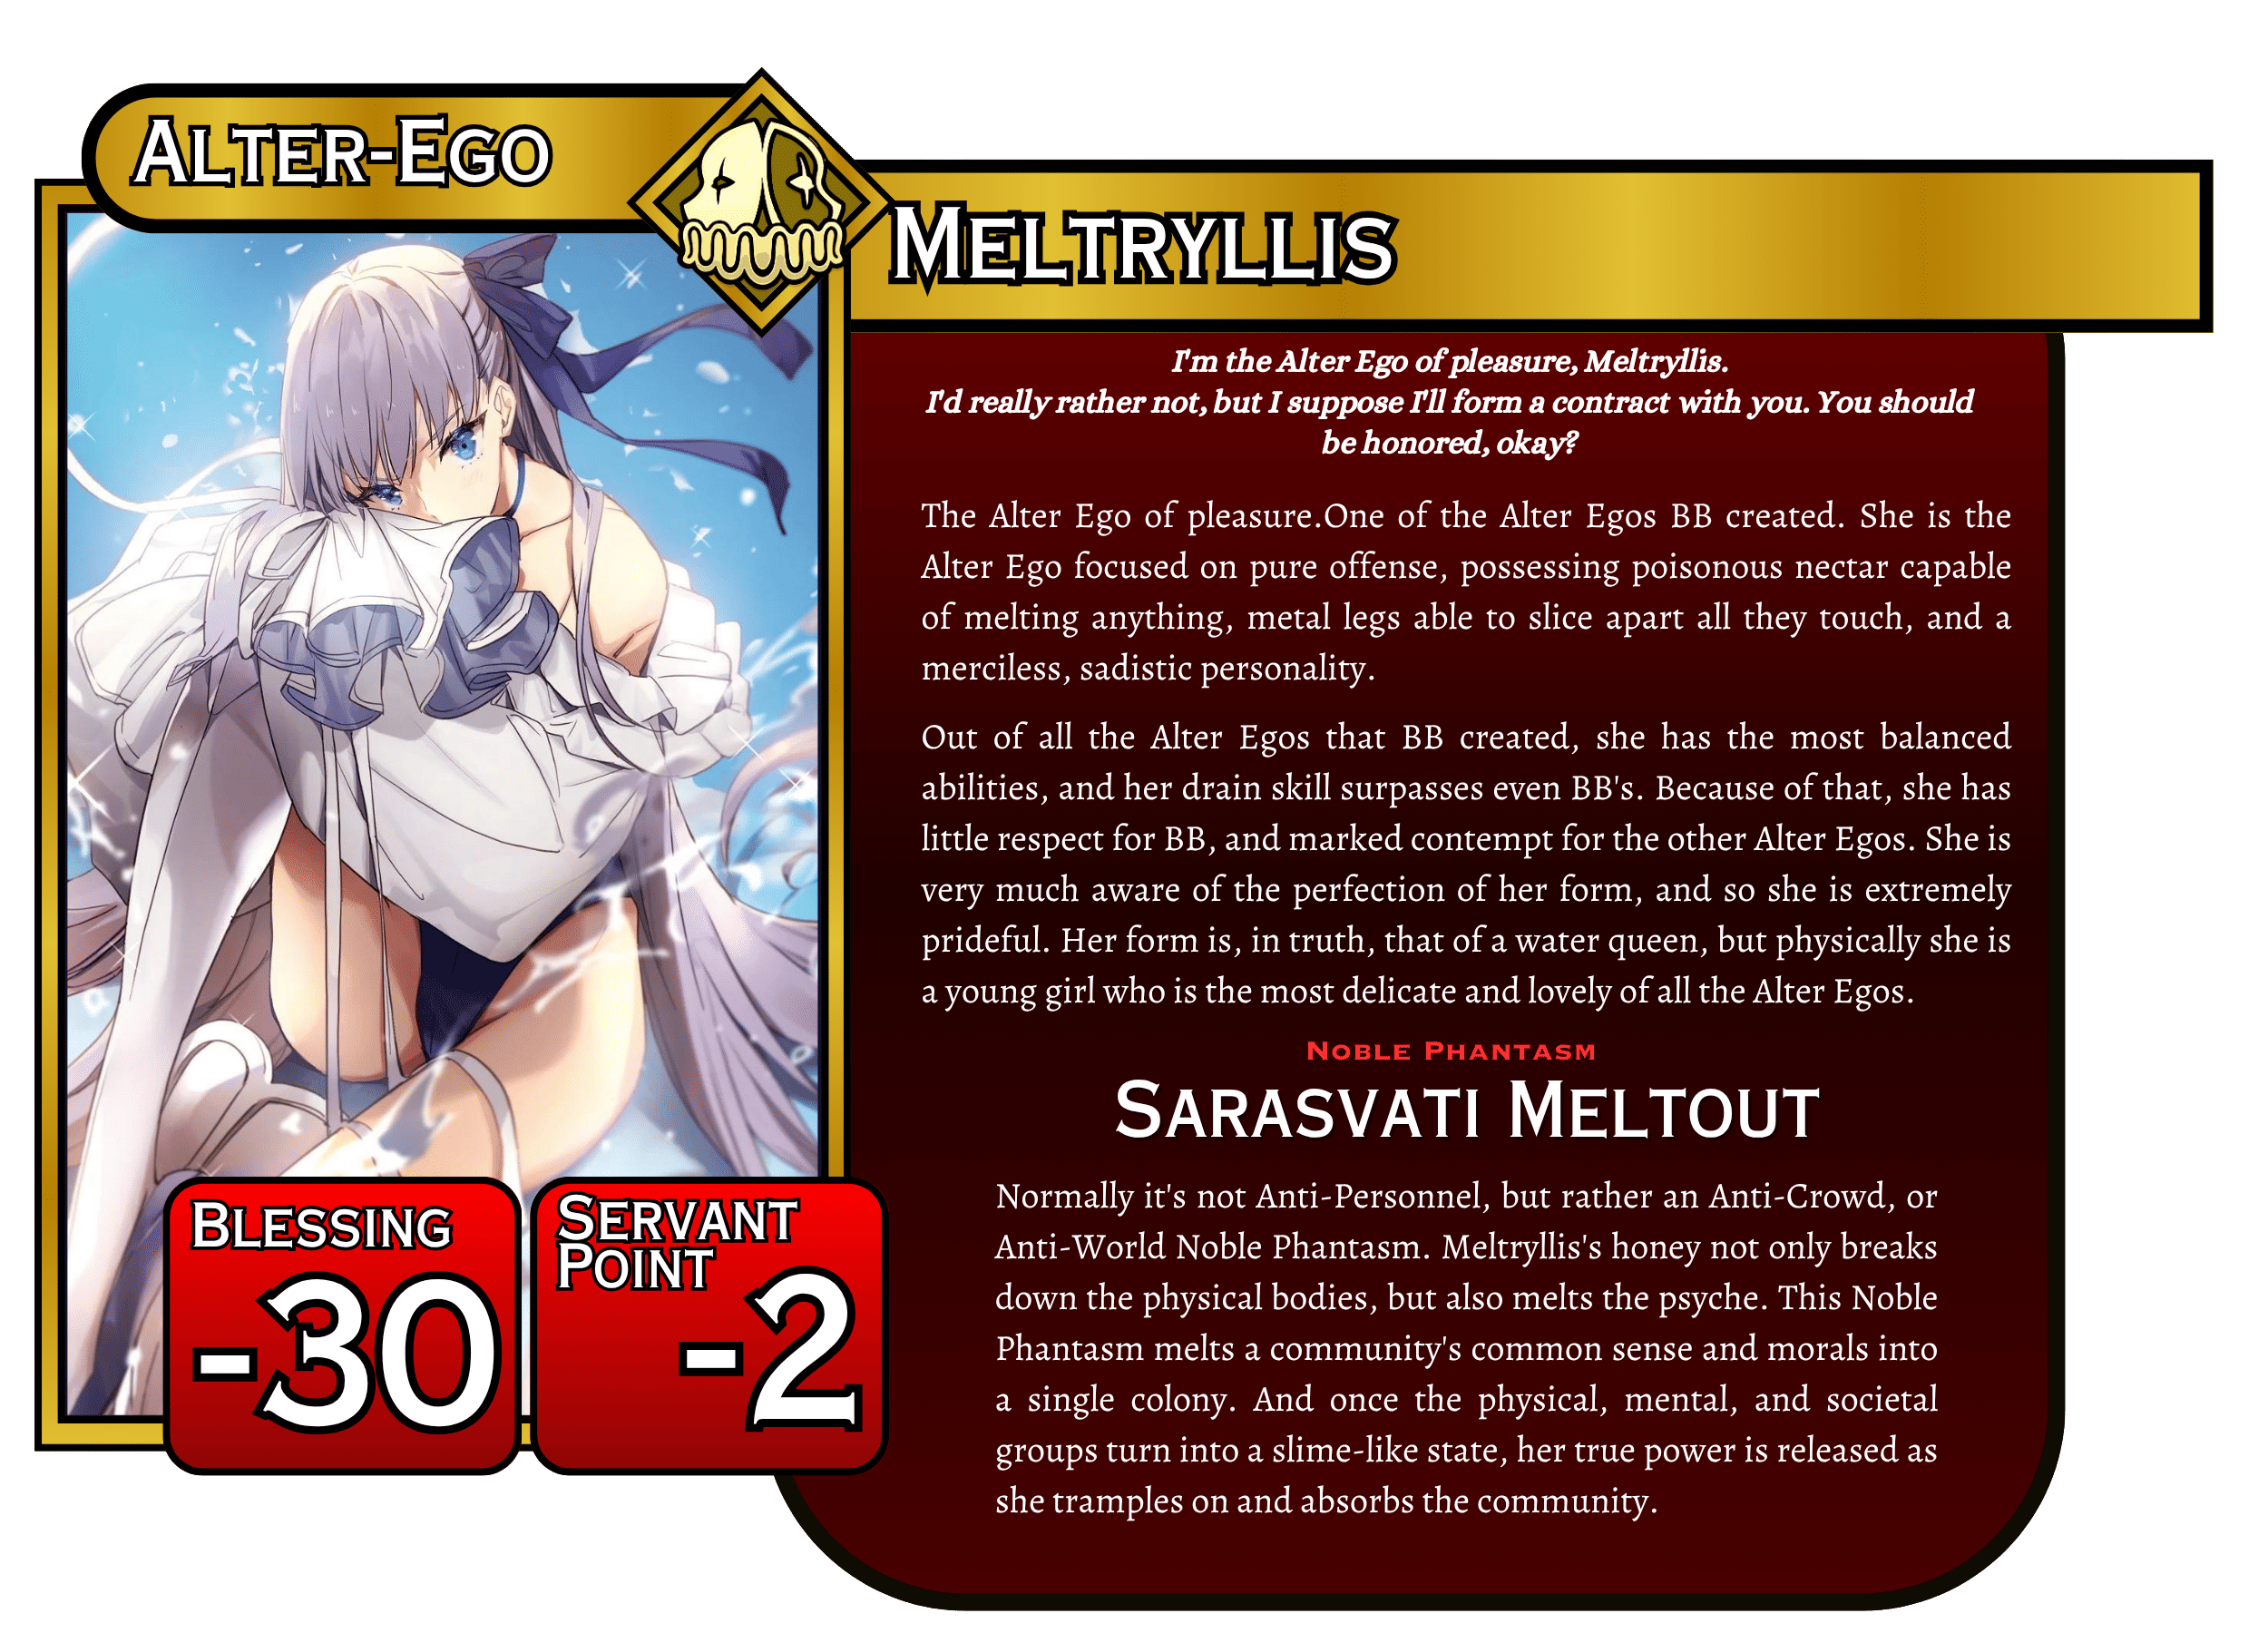 Alter-Ego
Meltryllis
I'm the Alter Ego of pleasure, Meltryllis.
I'd really rather not, but I suppose I'll form a contract with you. You should
be honored, okay?
The Alter Ego of pleasure.One of the Alter Egos BB created. She is the
Alter Ego focused on pure offense, possessing poisonous nectar capable
of melting anything, metal legs able to slice apart all they touch, and a
merciless, sadistic personality.
Out of all the Alter Egos that BB created, she has the most balanced
abilities, and her drain skill surpasses even BB's. Because of that, she has
little respect for BB, and marked contempt for the other Alter Egos. She is
very much aware of the perfection of her form, and so she is extremely
prideful. Her form is, in truth, that of a water queen, but physically she is
a young girl who is the most delicate and lovely of all the Alter Egos.
Noble Phantasm
Sarasvati Meltout
Normally it's not Anti-Personnel, but rather an Anti-Crowd, or
Anti-World Noble Phantasm. Meltryllis's honey not only breaks
down the physical bodies, but also melts the psyche. This Noble
Phantasm melts a community's common sense and morals into
a single colony. And once the physical, mental, and societal
groups turn into a slime-like state, her true power is released as
she tramples on and absorbs the community.
Blessing
-30
Servant
Point
-2